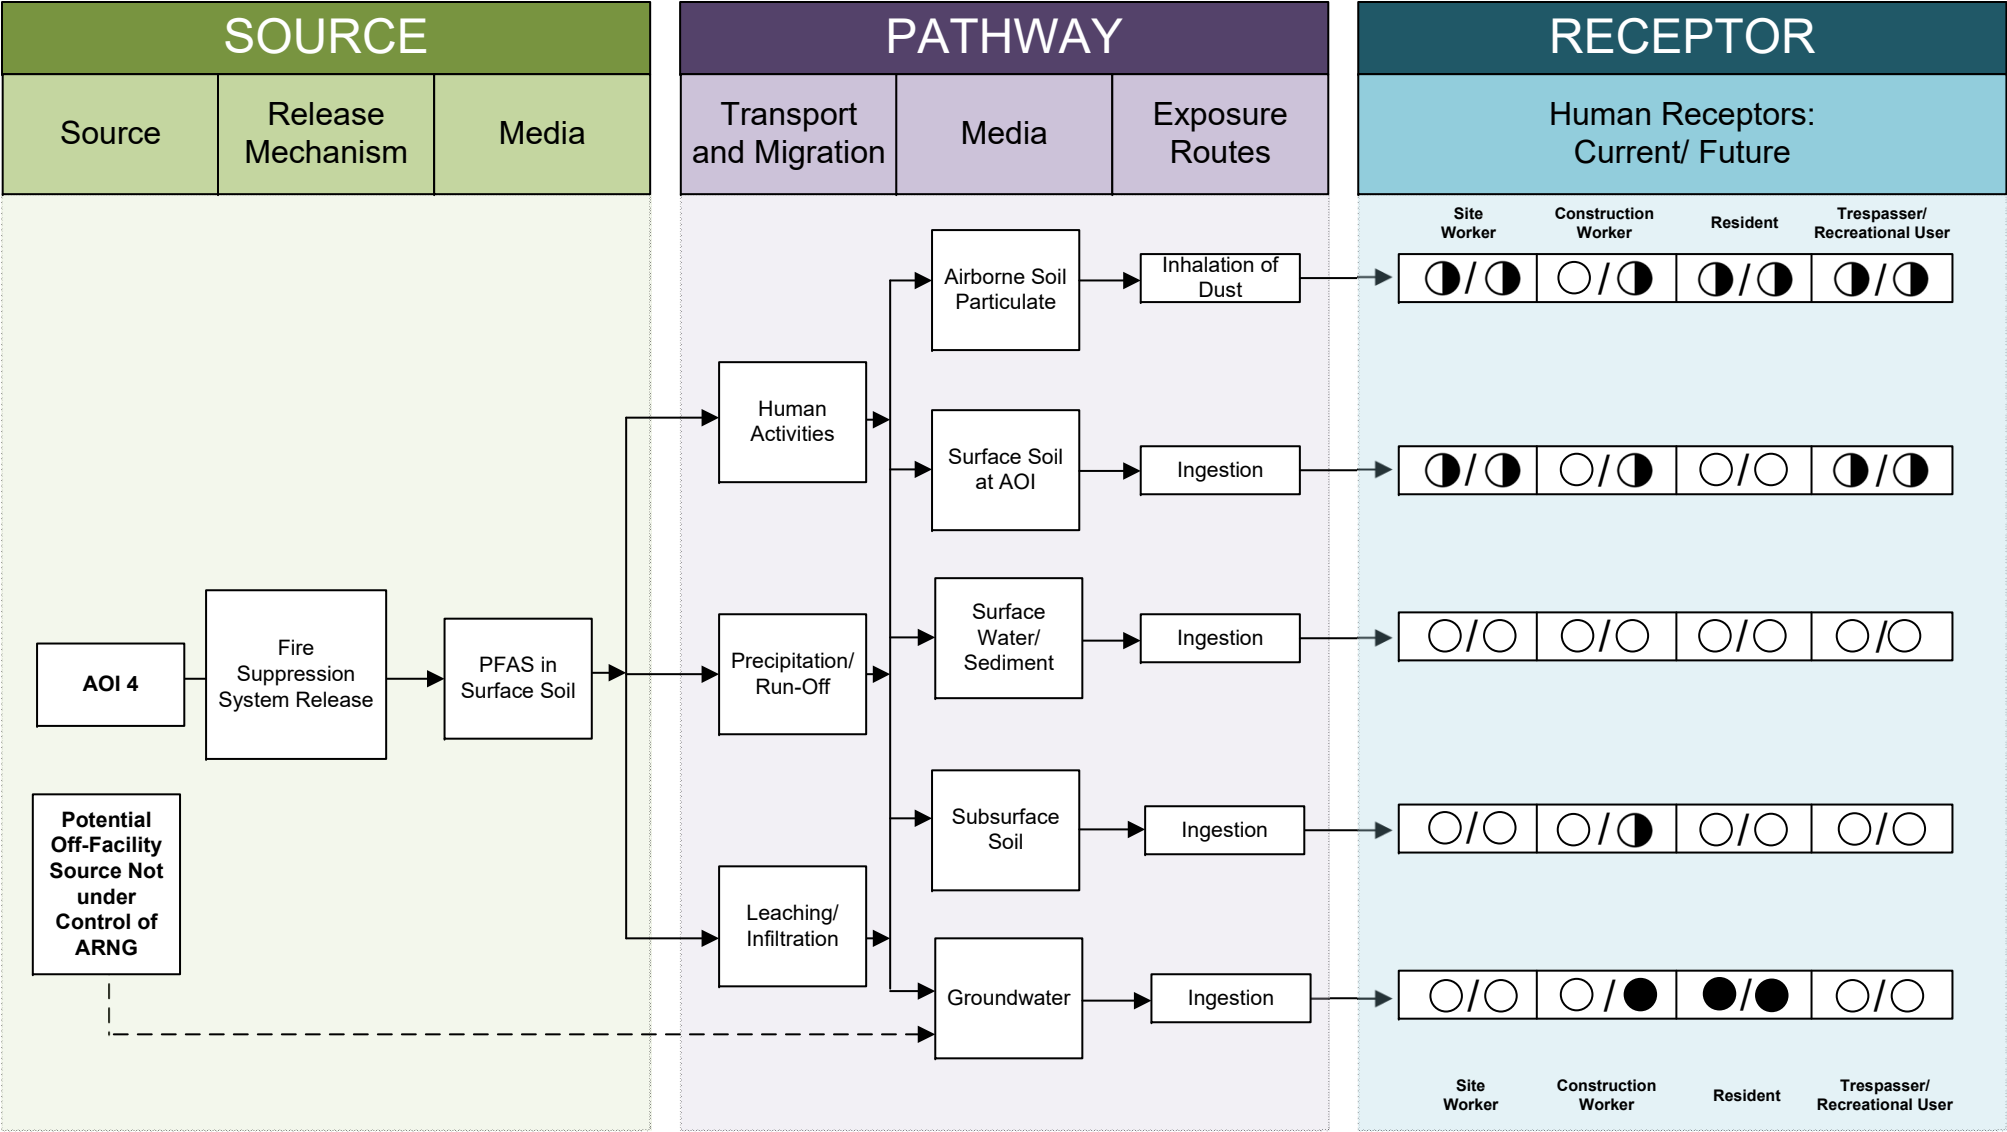 SOURCE
PATHWAY
RECEPTOR
Source
Release
Mechanism
Media
Transport
and Migration
Media
Exposure
Routes
Human Receptors:
Current/ Future
Site
Worker
Construction
Worker
Resident
Trespasser/
Recreational User
Airborne Soil
Particulate
Inhalation of
Dust
/
/
/
/
Human
Activities
Surface Soil
at AOI
Ingestion
/
/
/
/
AOI 4
Fire
Suppression
System Release
PFAS in
Surface Soil
Precipitation/
Run-Off
Surface
Water/
Sediment
Ingestion
/
/
/
/
Potential
Off-Facility
Source Not
under
Control of
ARNG
Subsurface
Soil
Ingestion
/
/
/
/
Leaching/
Infiltration
Groundwater
Ingestion
/
/
/
/
Site
Worker
Construction
Worker
Resident
Trespasser/
Recreational User